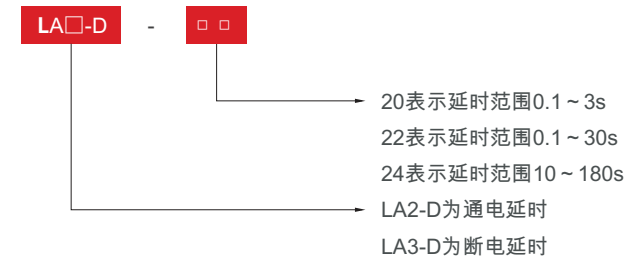 LA□-D - □ □
20表示延时范围0.1～3s
22表示延时范围0.1～30s
24表示延时范围10～180s
LA2-D为通电延时
LA3-D为断电延时